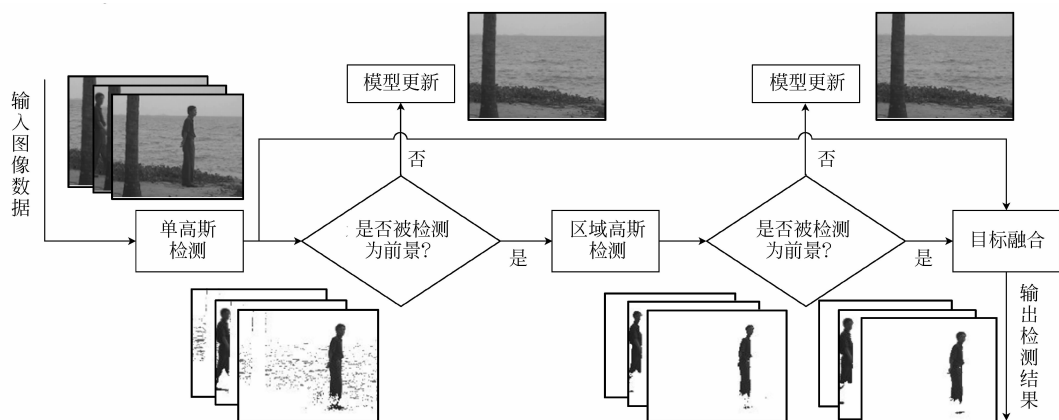 输入图像数据
单高斯
检测
是否被检测
为前景?
否
模型更新
是
区域高斯
检测
是否被检测
为前景?
否
模型更新
是
目标融合
输出检测结果